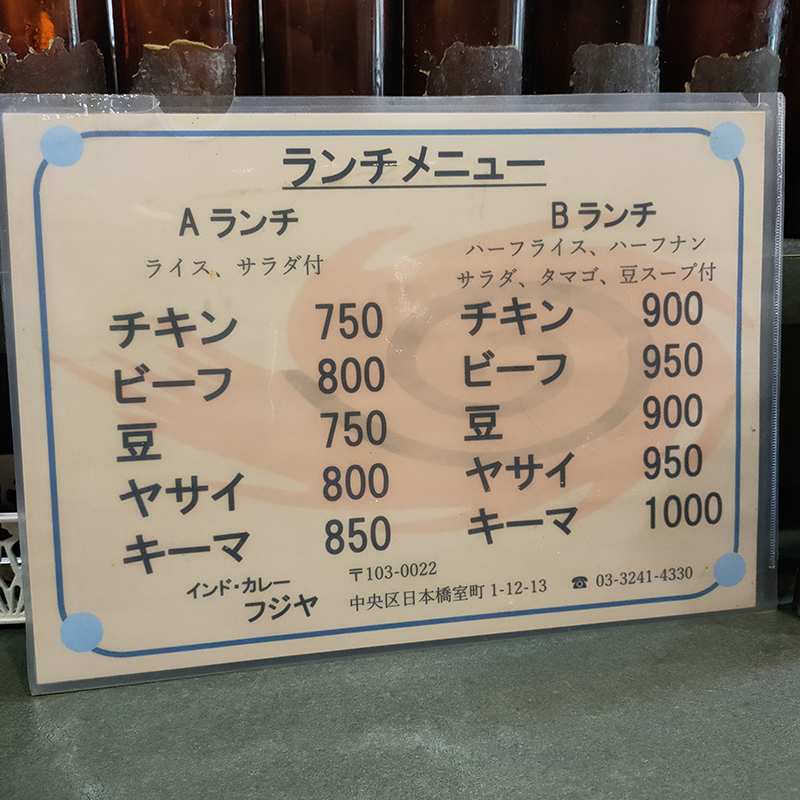 ランチメニュー
A ランチ
ライス、サラダ付
チキン 750
ビーフ 800
豆 750
ヤサイ 800
キーマ 850
B ランチ
ハーフライス、ハーフナン
サラダ、タマゴ、豆スープ付
チキン 900
ビーフ 950
豆 900
ヤサイ 950
キーマ 1000
インド・カレー
フジヤ
〒103-0022
中央区日本橋室町 1-12-13 ☎ 03-3241-4330